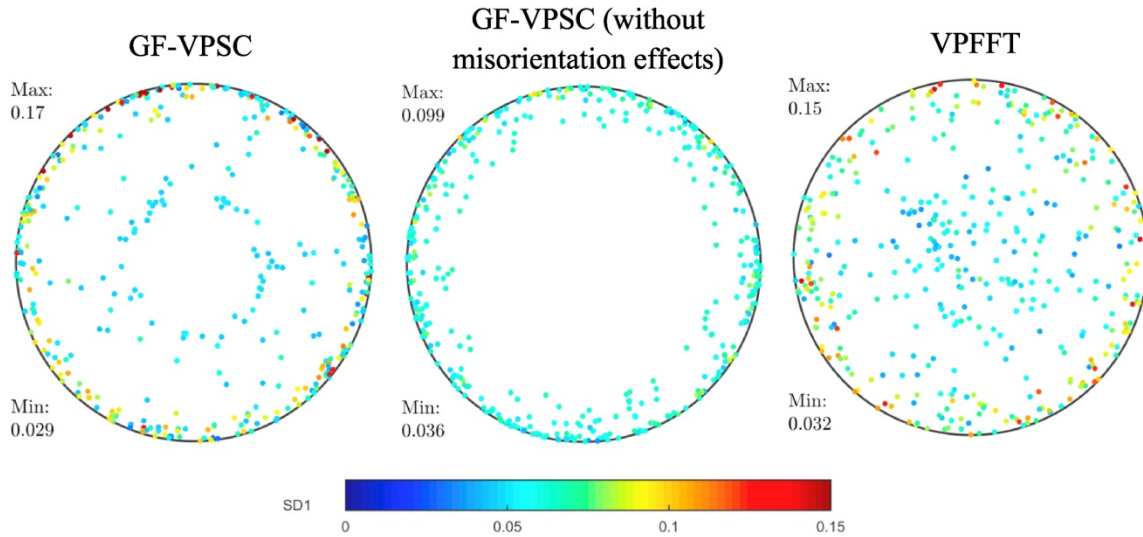 GF-VPSC
GF-VPSC (without
misorientation effects)
VPFFT
Max:
0.17
Max:
0.099
Max:
0.15
Min:
0.029
Min:
0.036
Min:
0.032
SD1
0
0.05
0.1
0.15